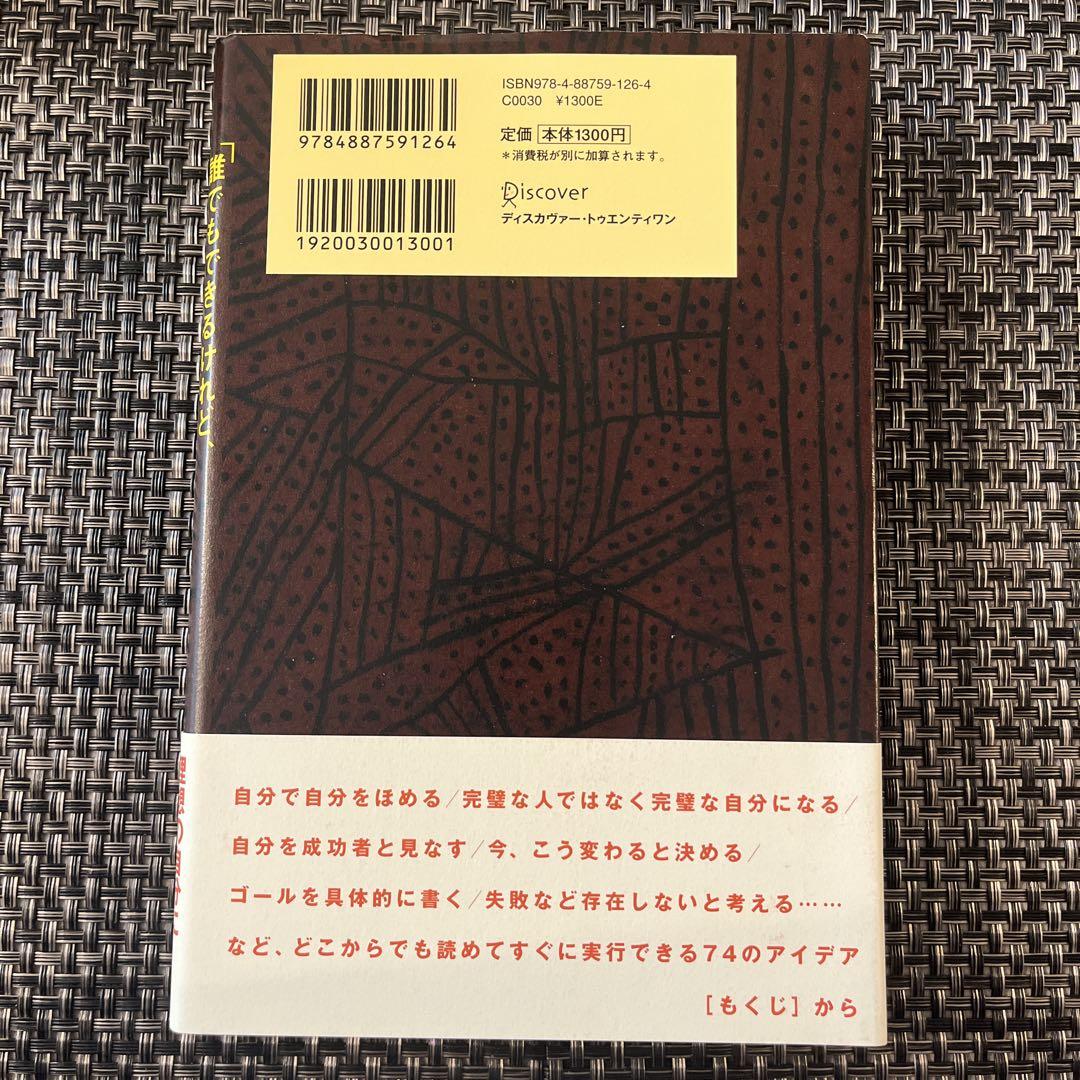 ISBN978-4-88759-126-4
C0030 ¥1300E
9784887591264
定価 本体1300円
＊消費税が別に加算されます。
Discover
ディスカヴァー・トゥエンティワン
1920030013001
「誰でもできるけれど、
自分で自分をほめる/完璧な人ではなく完璧な自分になる/
自分を成功者と見なす/今、こう変わると決める/
ゴールを具体的に書く/失敗など存在しないと考える……
など、どこからでも読めてすぐに実行できる74のアイデア
［もくじ］から